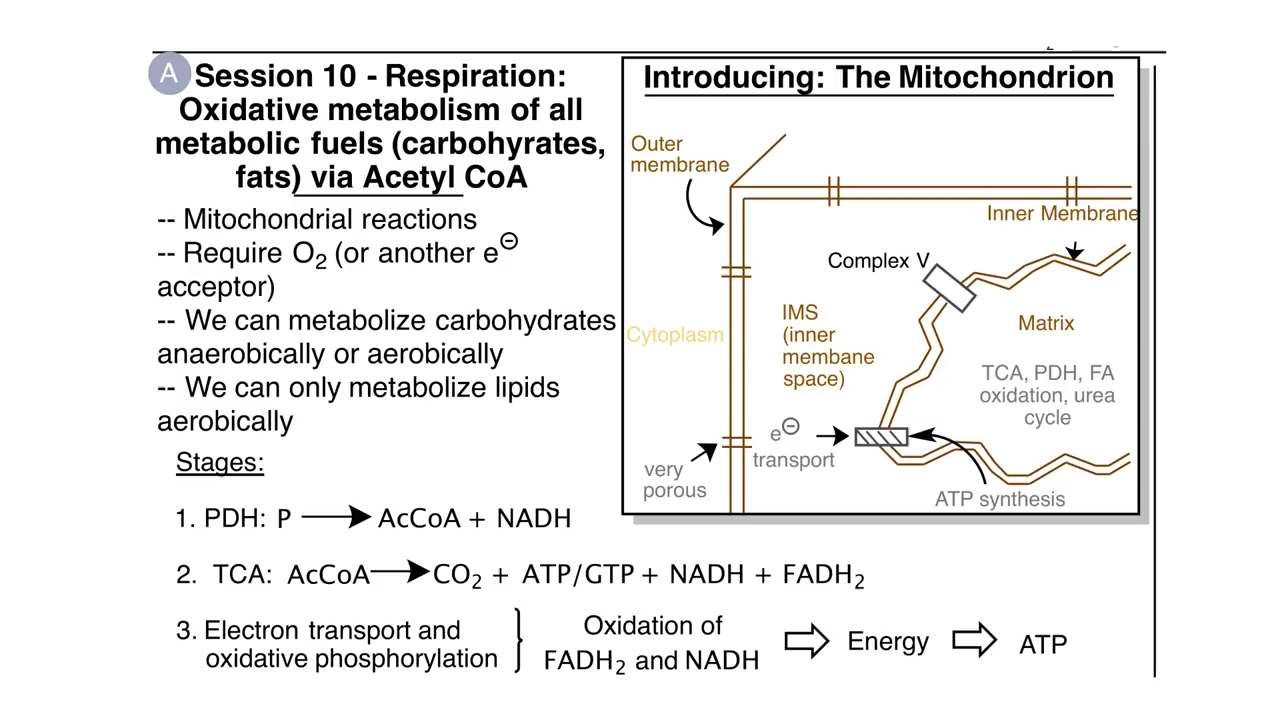 A
Session 10 - Respiration:
Oxidative metabolism of all
metabolic fuels (carbohyrates,
fats) via Acetyl CoA
-- Mitochondrial reactions
-- Require O₂ (or another e⊖
acceptor)
-- We can metabolize carbohydrates
anaerobically or aerobically
-- We can only metabolize lipids
aerobically
Introducing: The Mitochondrion
Outer
membrane
Inner Membrane
Complex V
IMS
(inner
membane
space)
Cytoplasm
Matrix
TCA, PDH, FA
oxidation, urea
cycle
e⊖
transport
very
porous
ATP synthesis
Stages:
1. PDH: P → AcCoA + NADH
2. TCA: AcCoA → CO₂ + ATP/GTP + NADH + FADH₂
3. Electron transport and
oxidative phosphorylation
Oxidation of
FADH₂ and NADH
⇨ Energy ⇨ ATP